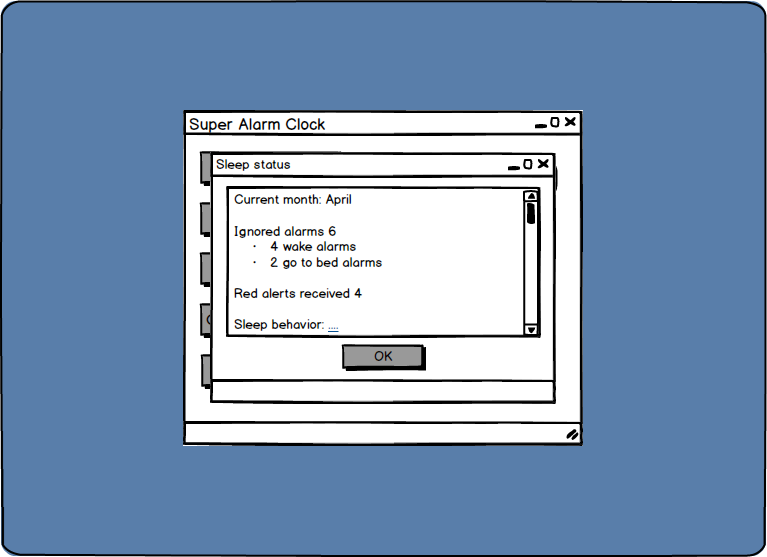 Super Alarm Clock
Sleep status
Current month: April
Ignored alarms 6
· 4 wake alarms
· 2 go to bed alarms
Red alerts received 4
Sleep behavior: ....
OK